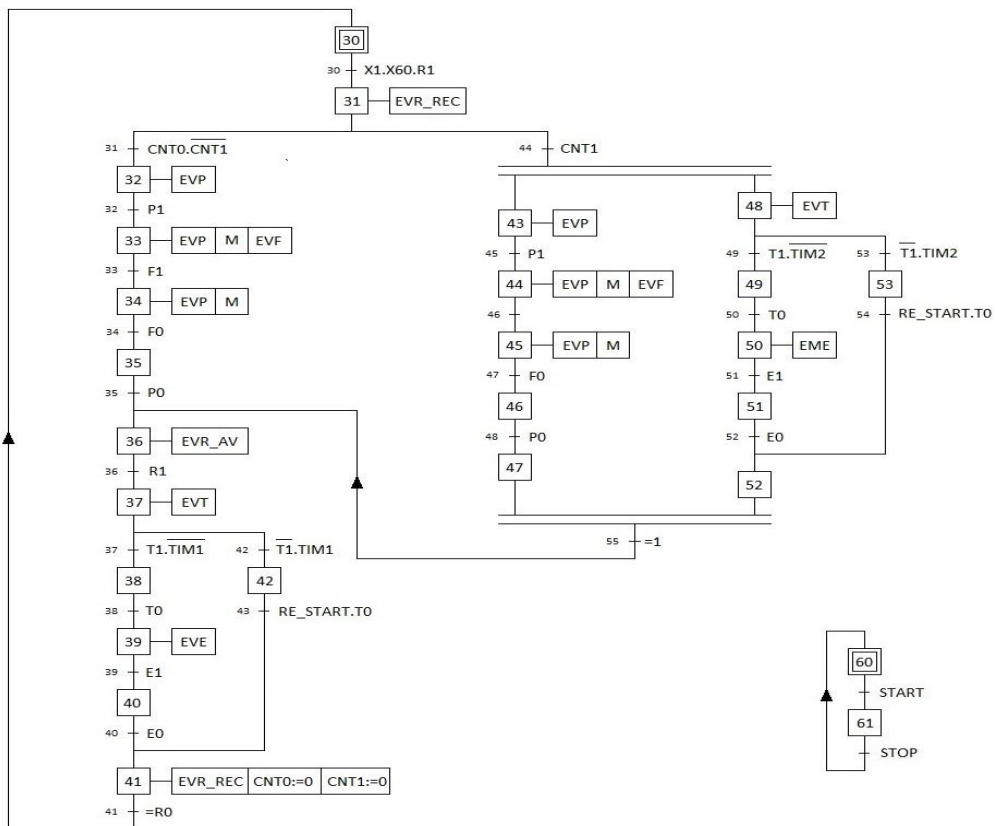 30
30 X1.X60.R1
31 EVR_REC
31 CNT0.C̅N̅T̅1̅
44 CNT1
32 EVP
32 P1
33 EVP M EVF
33 F1
34 EVP M
34 F0
35
35 P0
36 EVR_AV
36 R1
37 EVT
37 T1.T̅I̅M̅1̅
42 T̅1̅.TIM1
38
42
38 T0
43 RE_START.T0
39 EVE
39 E1
40
40 E0
41 EVR_REC CNT0:=0 CNT1:=0
41 =R0
43 EVP
45 P1
44 EVP M EVF
46
45 EVP M
47 F0
46
48 P0
47
48 EVT
49 T1.T̅I̅M̅2̅
53 T̅1̅.TIM2
49
53
50 T0
54 RE_START.T0
50 EME
51 E1
51
52 E0
52
55 =1
60
START
61
STOP